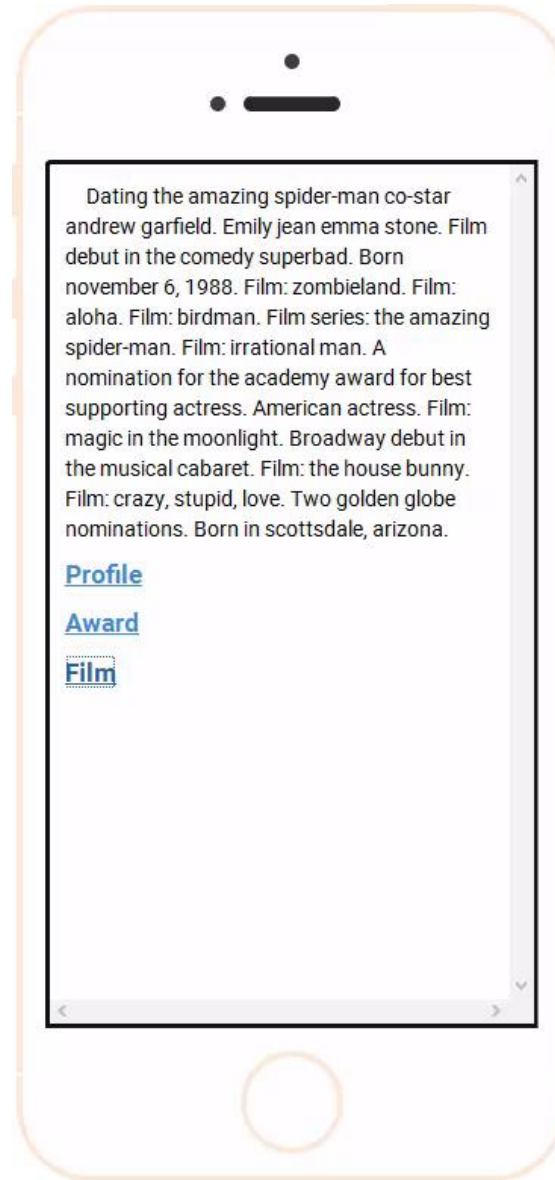 Dating the amazing spider-man co-star
andrew garfield. Emily jean emma stone. Film
debut in the comedy superbad. Born
november 6, 1988. Film: zombieland. Film:
aloha. Film: birdman. Film series: the amazing
spider-man. Film: irrational man. A
nomination for the academy award for best
supporting actress. American actress. Film:
magic in the moonlight. Broadway debut in
the musical cabaret. Film: the house bunny.
Film: crazy, stupid, love. Two golden globe
nominations. Born in scottsdale, arizona.
Profile
Award
Film